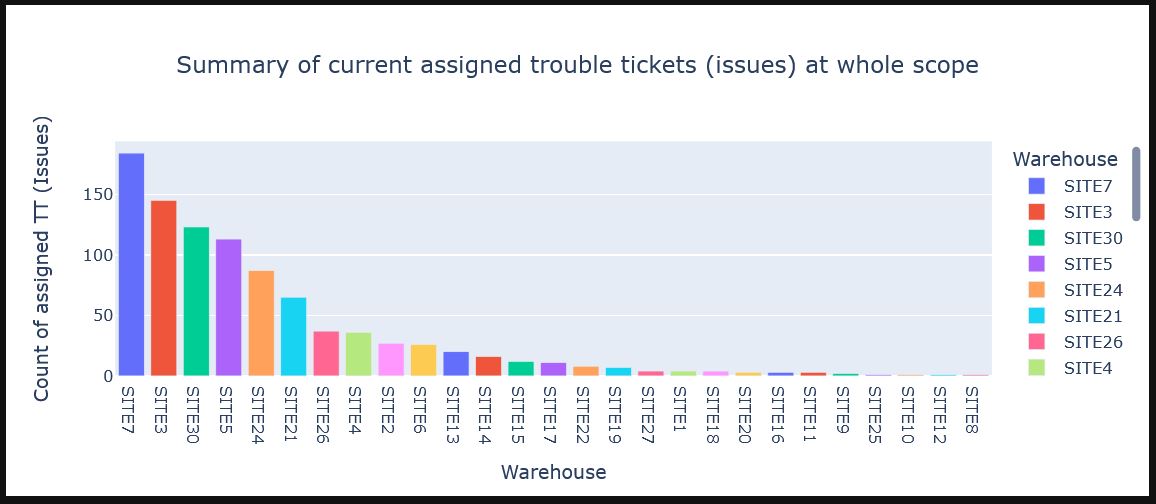 Summary of current assigned trouble tickets (issues) at whole scope
Count of assigned TT (Issues)
150
100
50
0
SITE7
SITE3
SITE30
SITE5
SITE24
SITE21
SITE26
SITE4
SITE2
SITE6
SITE13
SITE14
SITE15
SITE17
SITE22
SITE19
SITE27
SITE1
SITE18
SITE20
SITE16
SITE11
SITE9
SITE25
SITE10
SITE12
SITE8
Warehouse
Warehouse
SITE7
SITE3
SITE30
SITE5
SITE24
SITE21
SITE26
SITE4